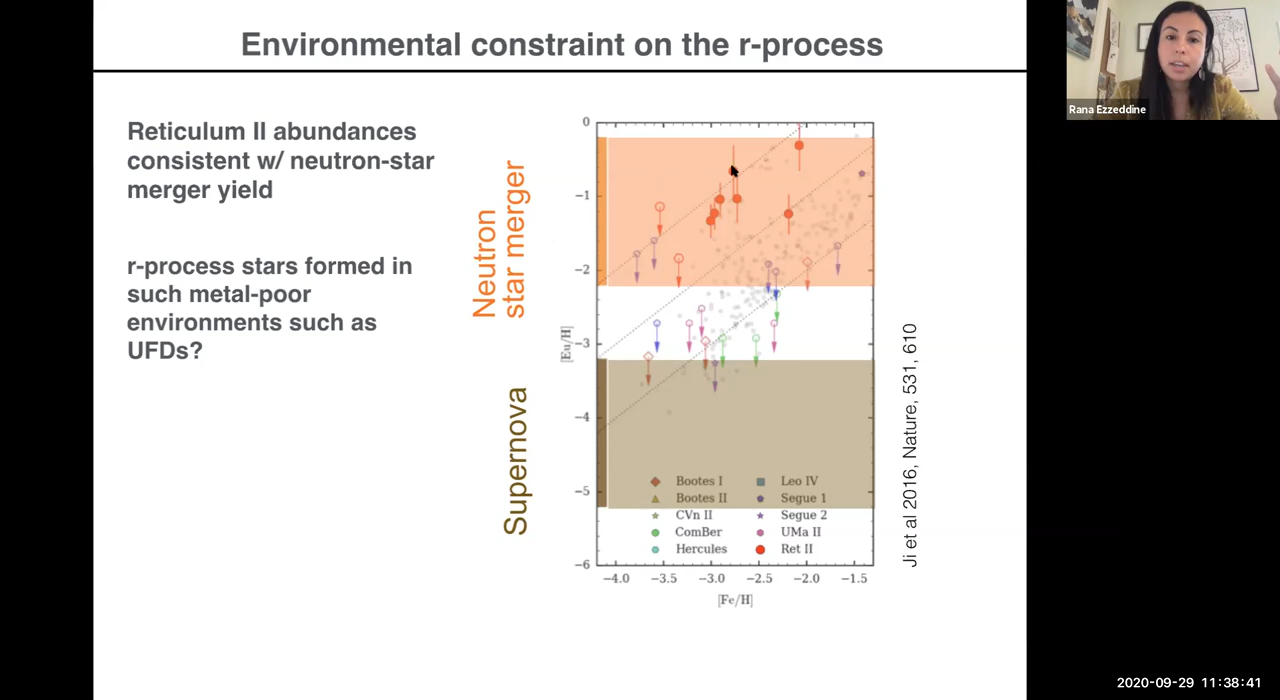 Environmental constraint on the r-process
Rana Ezzeddine
Reticulum II abundances
consistent w/ neutron-star
merger yield
r-process stars formed in
such metal-poor
environments such as
UFDs?
Neutron
star merger
Supernova
[Eu/H]
0
−1
−2
−3
−4
−5
−6
Bootes I
Bootes II
CVn II
ComBer
Hercules
Leo IV
Segue 1
Segue 2
UMa II
Ret II
−4.0 −3.5 −3.0 −2.5 −2.0 −1.5
[Fe/H]
Ji et al 2016, Nature, 531, 610
2020-09-29 11:38:41